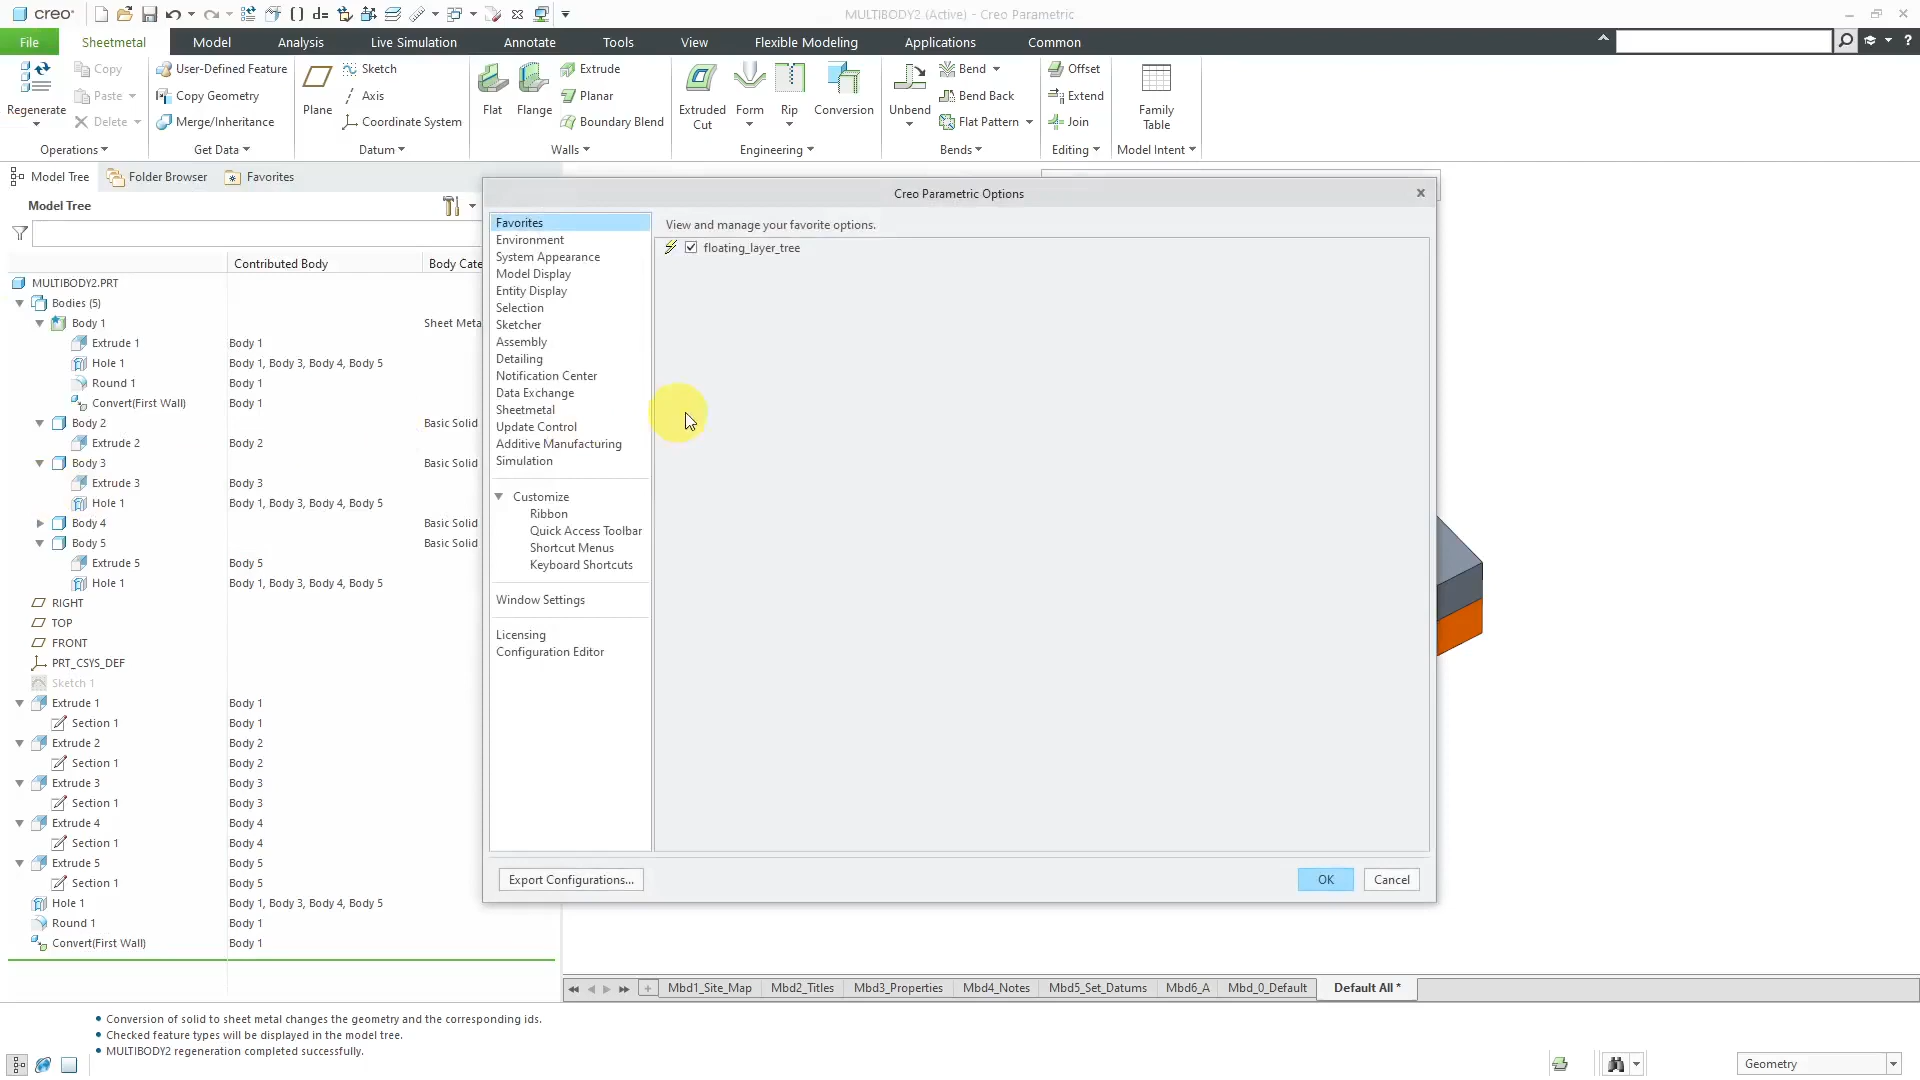 creo
MULTIBODY2 (Active) - Creo Parametric
File
Sheetmetal
Model
Analysis
Live Simulation
Annotate
Tools
View
Flexible Modeling
Applications
Common
Regenerate
Copy
Paste
Delete
Operations
User-Defined Feature
Copy Geometry
Merge/Inheritance
Get Data
Plane
Sketch
Axis
Coordinate System
Datum
Flat
Flange
Extrude
Planar
Boundary Blend
Walls
Extruded Cut
Form
Rip
Conversion
Engineering
Unbend
Bend
Bend Back
Flat Pattern
Bends
Offset
Extend
Join
Editing
Family Table
Model Intent
Model Tree
Folder Browser
Favorites
Model Tree
Contributed Body
Body Cate
MULTIBODY2.PRT
Bodies (5)
Body 1 Sheet Meta
Extrude 1 Body 1
Hole 1 Body 1, Body 3, Body 4, Body 5
Round 1 Body 1
Convert(First Wall) Body 1
Body 2 Basic Solid
Extrude 2 Body 2
Body 3 Basic Solid
Extrude 3 Body 3
Hole 1 Body 1, Body 3, Body 4, Body 5
Body 4 Basic Solid
Body 5 Basic Solid
Extrude 5 Body 5
Hole 1 Body 1, Body 3, Body 4, Body 5
RIGHT
TOP
FRONT
PRT_CSYS_DEF
Sketch 1
Extrude 1 Body 1
Section 1 Body 1
Extrude 2 Body 2
Section 1 Body 2
Extrude 3 Body 3
Section 1 Body 3
Extrude 4 Body 4
Section 1 Body 4
Extrude 5 Body 5
Section 1 Body 5
Hole 1 Body 1, Body 3, Body 4, Body 5
Round 1 Body 1
Convert(First Wall) Body 1
Creo Parametric Options
Favorites
Environment
System Appearance
Model Display
Entity Display
Selection
Sketcher
Assembly
Detailing
Notification Center
Data Exchange
Sheetmetal
Update Control
Additive Manufacturing
Simulation
Customize
Ribbon
Quick Access Toolbar
Shortcut Menus
Keyboard Shortcuts
Window Settings
Licensing
Configuration Editor
View and manage your favorite options.
floating_layer_tree
Export Configurations...
OK
Cancel
Mbd1_Site_Map
Mbd2_Titles
Mbd3_Properties
Mbd4_Notes
Mbd5_Set_Datums
Mbd6_A
Mbd_0_Default
Default All *
• Conversion of solid to sheet metal changes the geometry and the corresponding ids.
• Checked feature types will be displayed in the model tree.
• MULTIBODY2 regeneration completed successfully.
Geometry